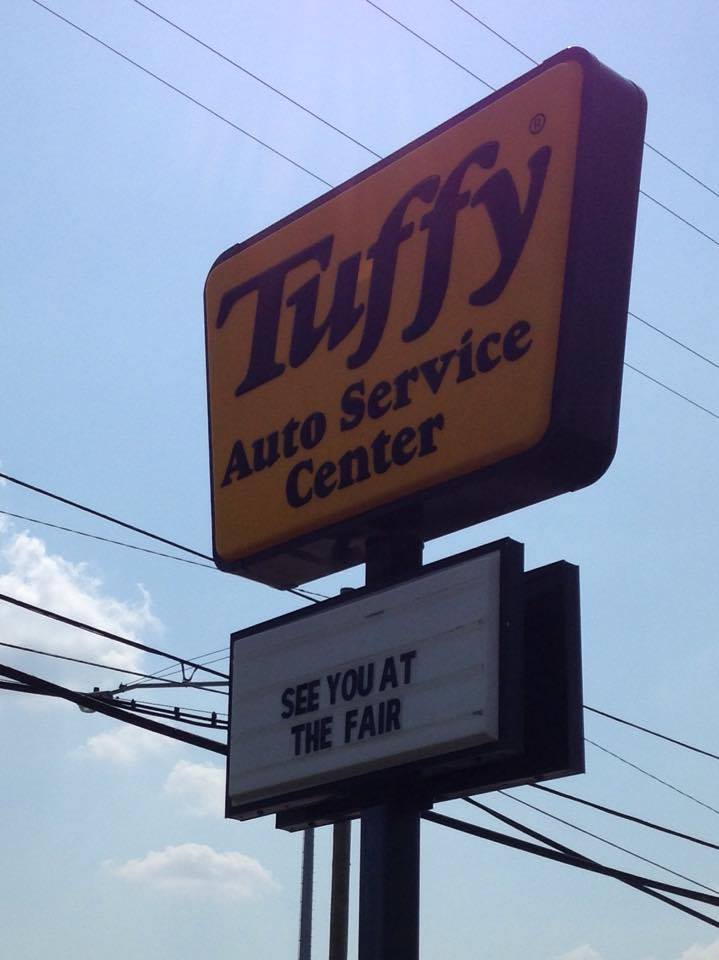 Tuffy®
Auto Service
Center
SEE YOU AT
THE FAIR